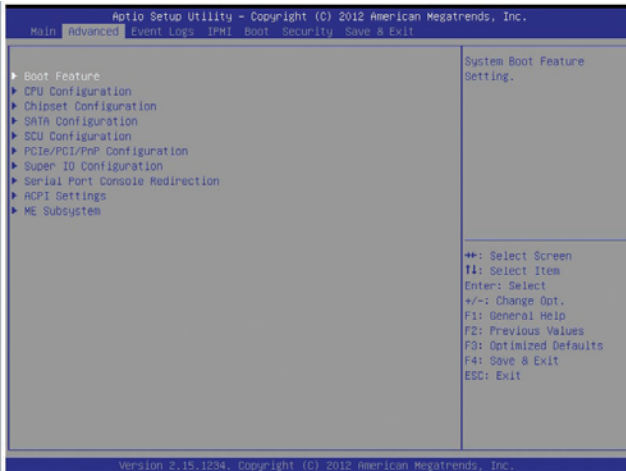 Aptio Setup Utility – Copyright (C) 2012 American Megatrends, Inc.
Main Advanced Event Logs IPMI Boot Security Save & Exit
▶ Boot Feature
▶ CPU Configuration
▶ Chipset Configuration
▶ SATA Configuration
▶ SCU Configuration
▶ PCIe/PCI/PnP Configuration
▶ Super IO Configuration
▶ Serial Port Console Redirection
▶ ACPI Settings
▶ ME Subsystem
System Boot Feature
Setting.
→←: Select Screen
↑↓: Select Item
Enter: Select
+/-: Change Opt.
F1: General Help
F2: Previous Values
F3: Optimized Defaults
F4: Save & Exit
ESC: Exit
Version 2.15.1234. Copyright (C) 2012 American Megatrends, Inc.